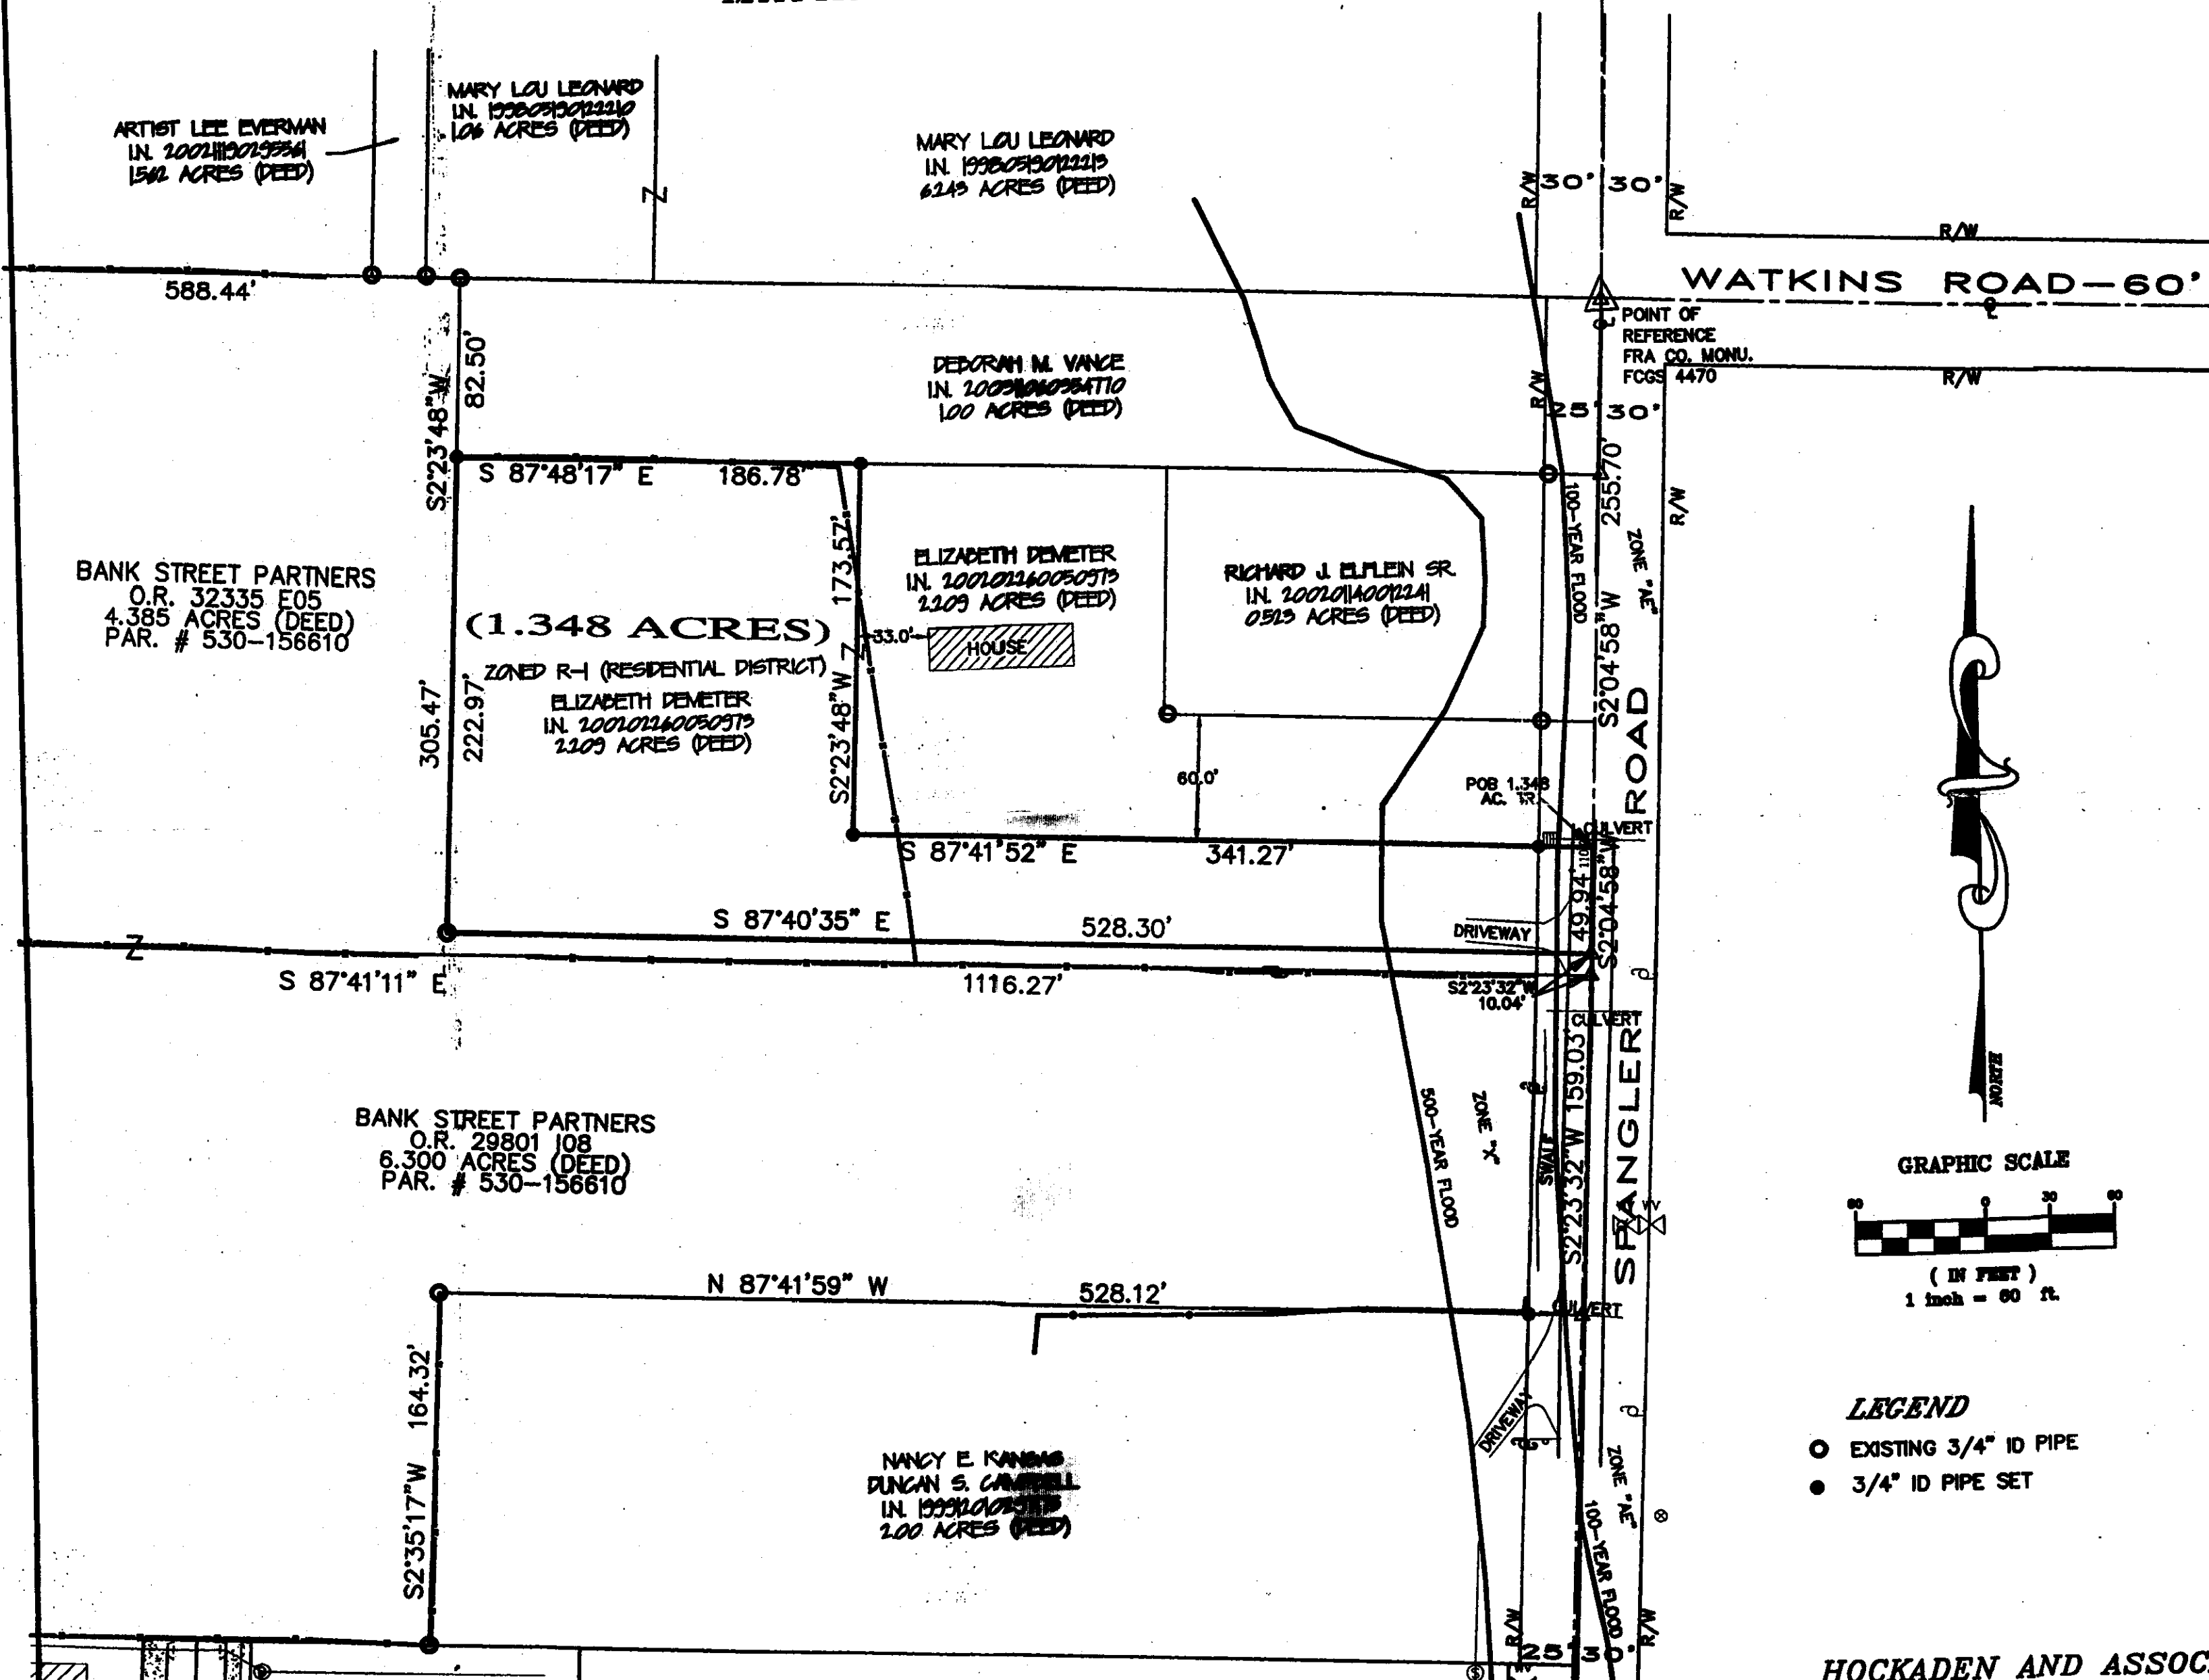 MARY LOU LEONARD
1.06 ACRES (DEED)
ARTIST LEE EVERMAN
1.562 ACRES (DEED)
MARY LOU LEONARD
I.N. 199805190122213
6.243 ACRES (DEED)
30' 30'
R/W
R/W
R/W
588.44'
WATKINS ROAD—60'
POINT OF
REFERENCE
FRA CO. MONU.
FCGS 4470
R/W
R/W
25' 30'
S2°23'48"W
82.50'
DEBORAH M. VANCE
1.00 ACRES (DEED)
S 87°48'17" E 186.78'
BANK STREET PARTNERS
O.R. 32335 E05
4.385 ACRES (DEED)
PAR. # 530-156610
(1.348 ACRES)
ZONED R-1 (RESIDENTIAL DISTRICT)
ELIZABETH DEMETER
I.N. 200202260050973
2.209 ACRES (DEED)
305.47'
222.97'
S2°23'48"W 173.57'
33.0'
ELIZABETH DEMETER
I.N. 200202260050973
2.209 ACRES (DEED)
HOUSE
RICHARD J. ELFLEIN SR.
I.N. 200201140012241
0.523 ACRES (DEED)
100-YEAR FLOOD
ZONE "AE"
S2°04'58"W 255.70'
R/W
60.0'
POB 1.348
AC. TR.
CULVERT
S 87°41'52" E 341.27'
49.94'
S2°04'58"W
S 87°40'35" E 528.30'
DRIVEWAY
S 87°41'11" E 1116.27'
S2°23'32"W
10.04'
CULVERT
SPANGLER ROAD
BANK STREET PARTNERS
O.R. 29801 I08
6.300 ACRES (DEED)
PAR. # 530-156610
500-YEAR FLOOD
ZONE "X"
SWALE
S2°23'32"W 159.03'
NORTH
GRAPHIC SCALE
60 0 30 60
( IN FEET )
1 inch = 60 ft.
N 87°41'59" W 528.12'
CULVERT
S2°35'17"W 164.32'
DRIVEWAY
NANCY E. KANGAS
DUNCAN S. CAMPBELL
2.00 ACRES (DEED)
ZONE "AE"
100-YEAR FLOOD
LEGEND
EXISTING 3/4" ID PIPE
3/4" ID PIPE SET
R/W
R/W
25' 30'
HOCKADEN AND ASSOC